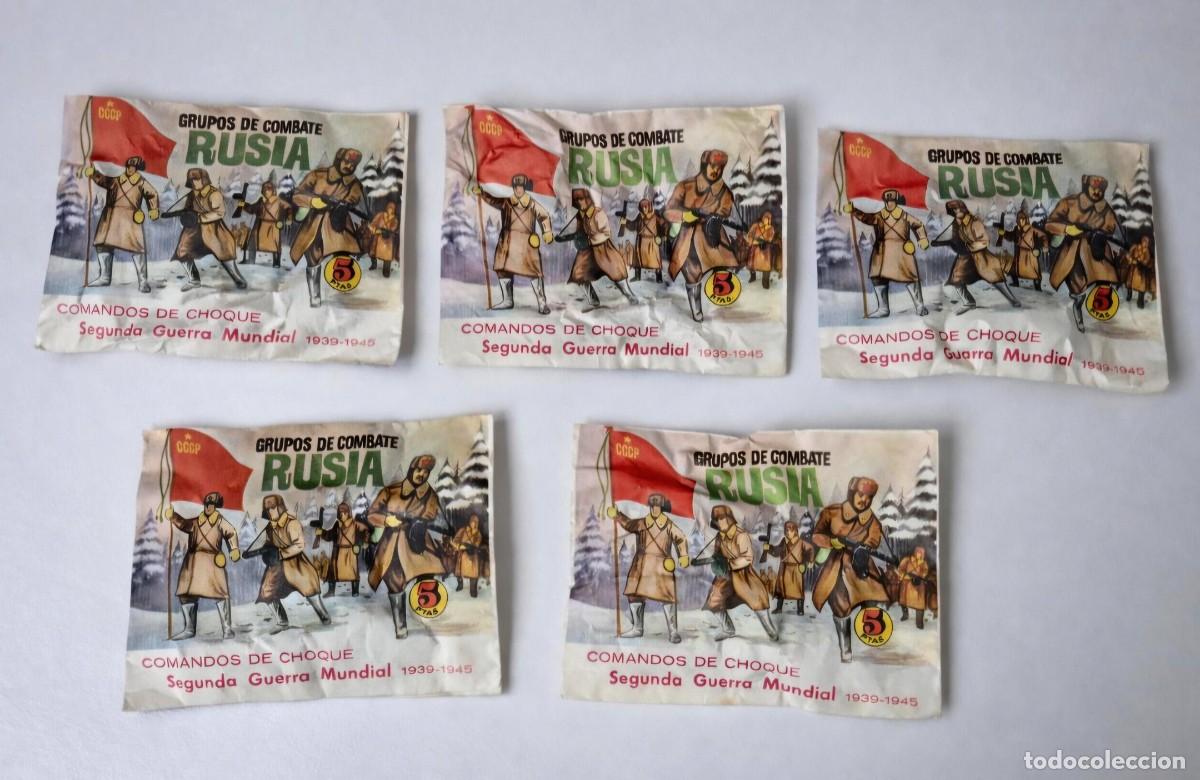 CCCP
GRUPOS DE COMBATE
RUSIA
5
PTAS
COMANDOS DE CHOQUE
Segunda Guerra Mundial 1939-1945
CCCP
GRUPOS DE COMBATE
RUSIA
5
PTAS
COMANDOS DE CHOQUE
Segunda Guerra Mundial 1939-1945
CCCP
GRUPOS DE COMBATE
RUSIA
5
PTAS
COMANDOS DE CHOQUE
Segunda Guarra Mundial 1939-1945
CCCP
GRUPOS DE COMBATE
RUSIA
5
PTAS
COMANDOS DE CHOQUE
Segunda Guerra Mundial 1939-1945
CCCP
GRUPOS DE COMBATE
RUSIA
5
PTAS
COMANDOS DE CHOQUE
Segunda Guerra Mundial 1939-1945
todocoleccion